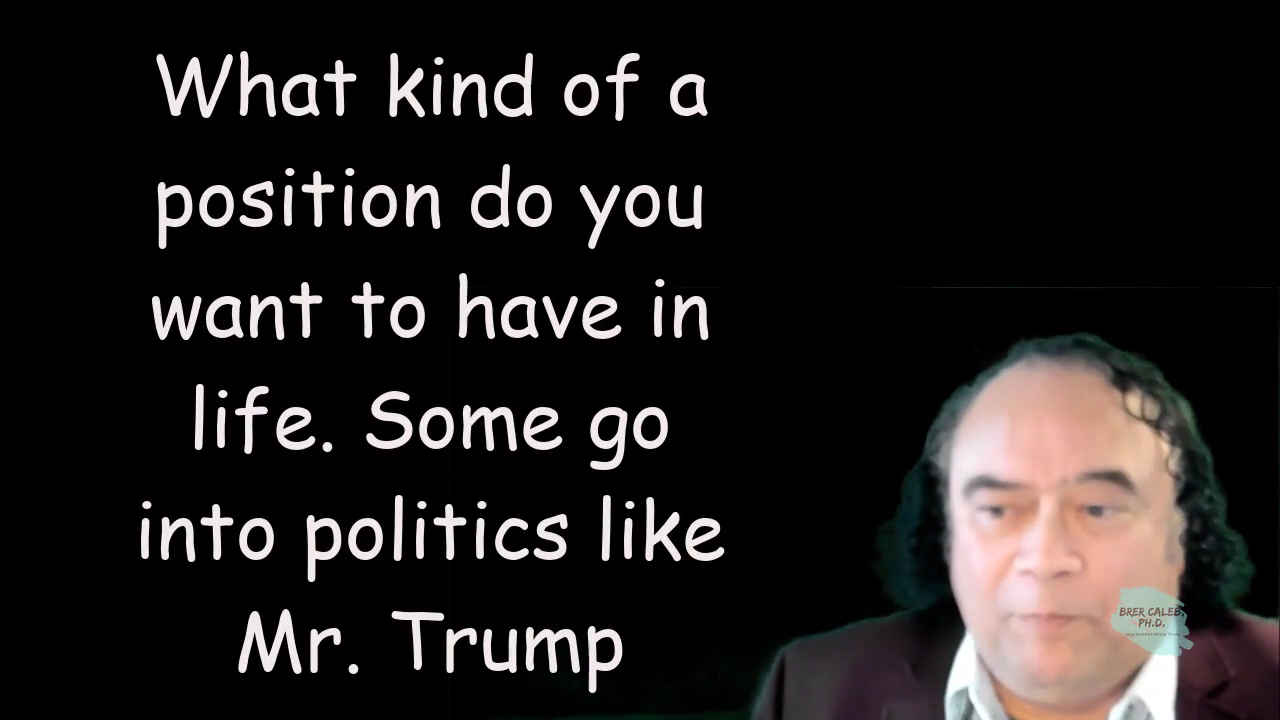 What kind of a
position do you
want to have in
life. Some go
into politics like
Mr. Trump
BRER CALEB,
PH.D.